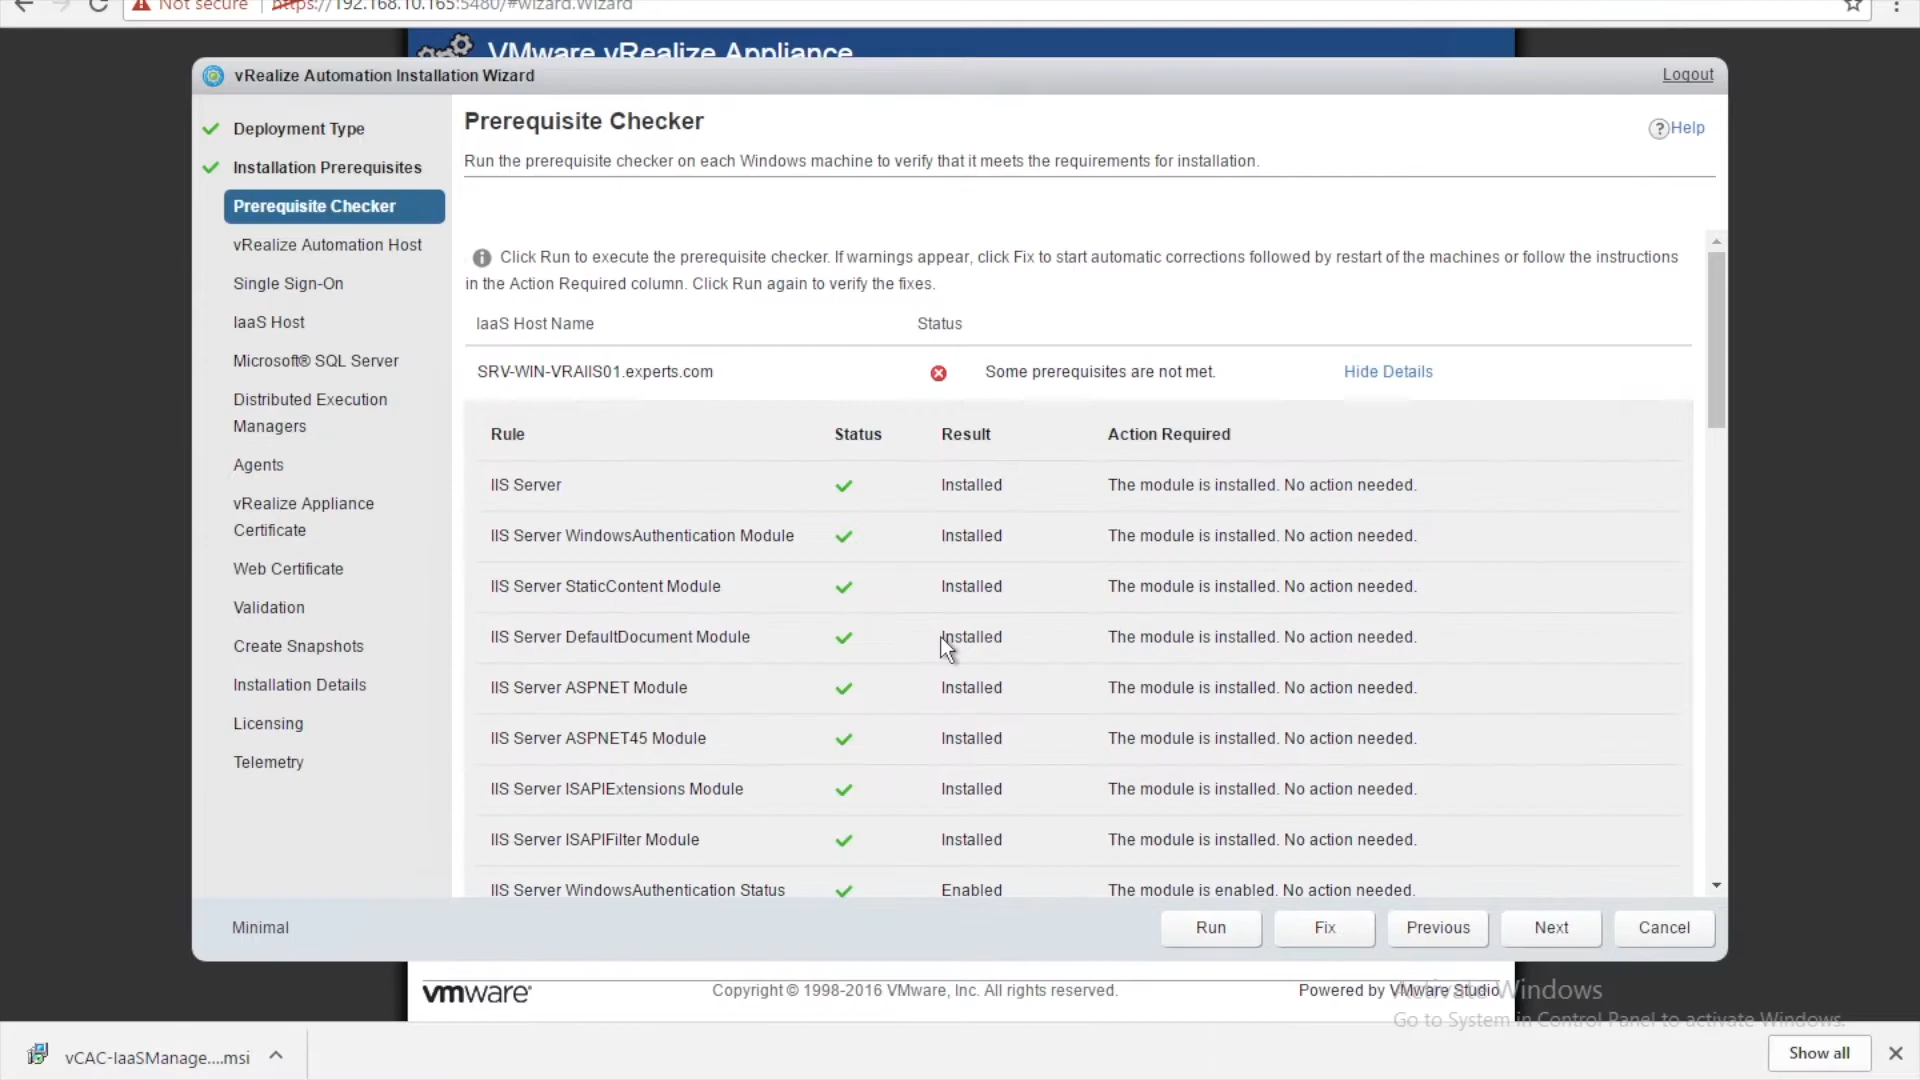 Not secure https://192.168.10.165:5480/#wizard.Wizard
VMware vRealize Appliance
vRealize Automation Installation Wizard
Logout
Deployment Type
Installation Prerequisites
Prerequisite Checker
vRealize Automation Host
Single Sign-On
IaaS Host
Microsoft® SQL Server
Distributed Execution
Managers
Agents
vRealize Appliance
Certificate
Web Certificate
Validation
Create Snapshots
Installation Details
Licensing
Telemetry
Prerequisite Checker
? Help
Run the prerequisite checker on each Windows machine to verify that it meets the requirements for installation.
Click Run to execute the prerequisite checker. If warnings appear, click Fix to start automatic corrections followed by restart of the machines or follow the instructions
in the Action Required column. Click Run again to verify the fixes.
IaaS Host Name Status
SRV-WIN-VRAIIS01.experts.com Some prerequisites are not met. Hide Details
Rule Status Result Action Required
IIS Server Installed The module is installed. No action needed.
IIS Server WindowsAuthentication Module Installed The module is installed. No action needed.
IIS Server StaticContent Module Installed The module is installed. No action needed.
IIS Server DefaultDocument Module Installed The module is installed. No action needed.
IIS Server ASPNET Module Installed The module is installed. No action needed.
IIS Server ASPNET45 Module Installed The module is installed. No action needed.
IIS Server ISAPIExtensions Module Installed The module is installed. No action needed.
IIS Server ISAPIFilter Module Installed The module is installed. No action needed.
IIS Server WindowsAuthentication Status Enabled The module is enabled. No action needed.
Minimal Run Fix Previous Next Cancel
vmware Copyright © 1998-2016 VMware, Inc. All rights reserved. Powered by VMware Studio
Activate Windows
Go to System in Control Panel to activate Windows.
vCAC-IaaSManage....msi Show all